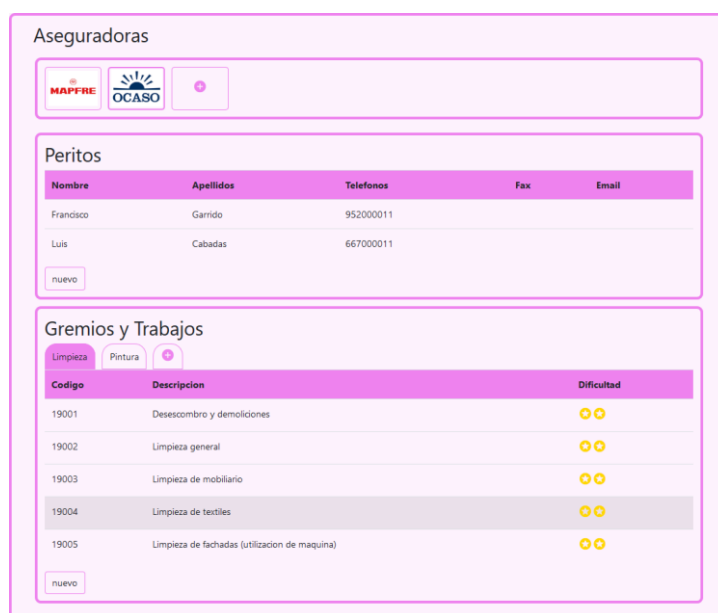 Aseguradoras
MAPFRE OCASO
Peritos
Nombre Apellidos Telefonos Fax Email
Francisco Garrido 952000011
Luis Cabadas 667000011
nuevo
Gremios y Trabajos
Limpieza Pintura
Codigo Descripcion Dificultad
19001 Desescombro y demoliciones
19002 Limpieza general
19003 Limpieza de mobiliario
19004 Limpieza de textiles
19005 Limpieza de fachadas (utilizacion de maquina)
nuevo